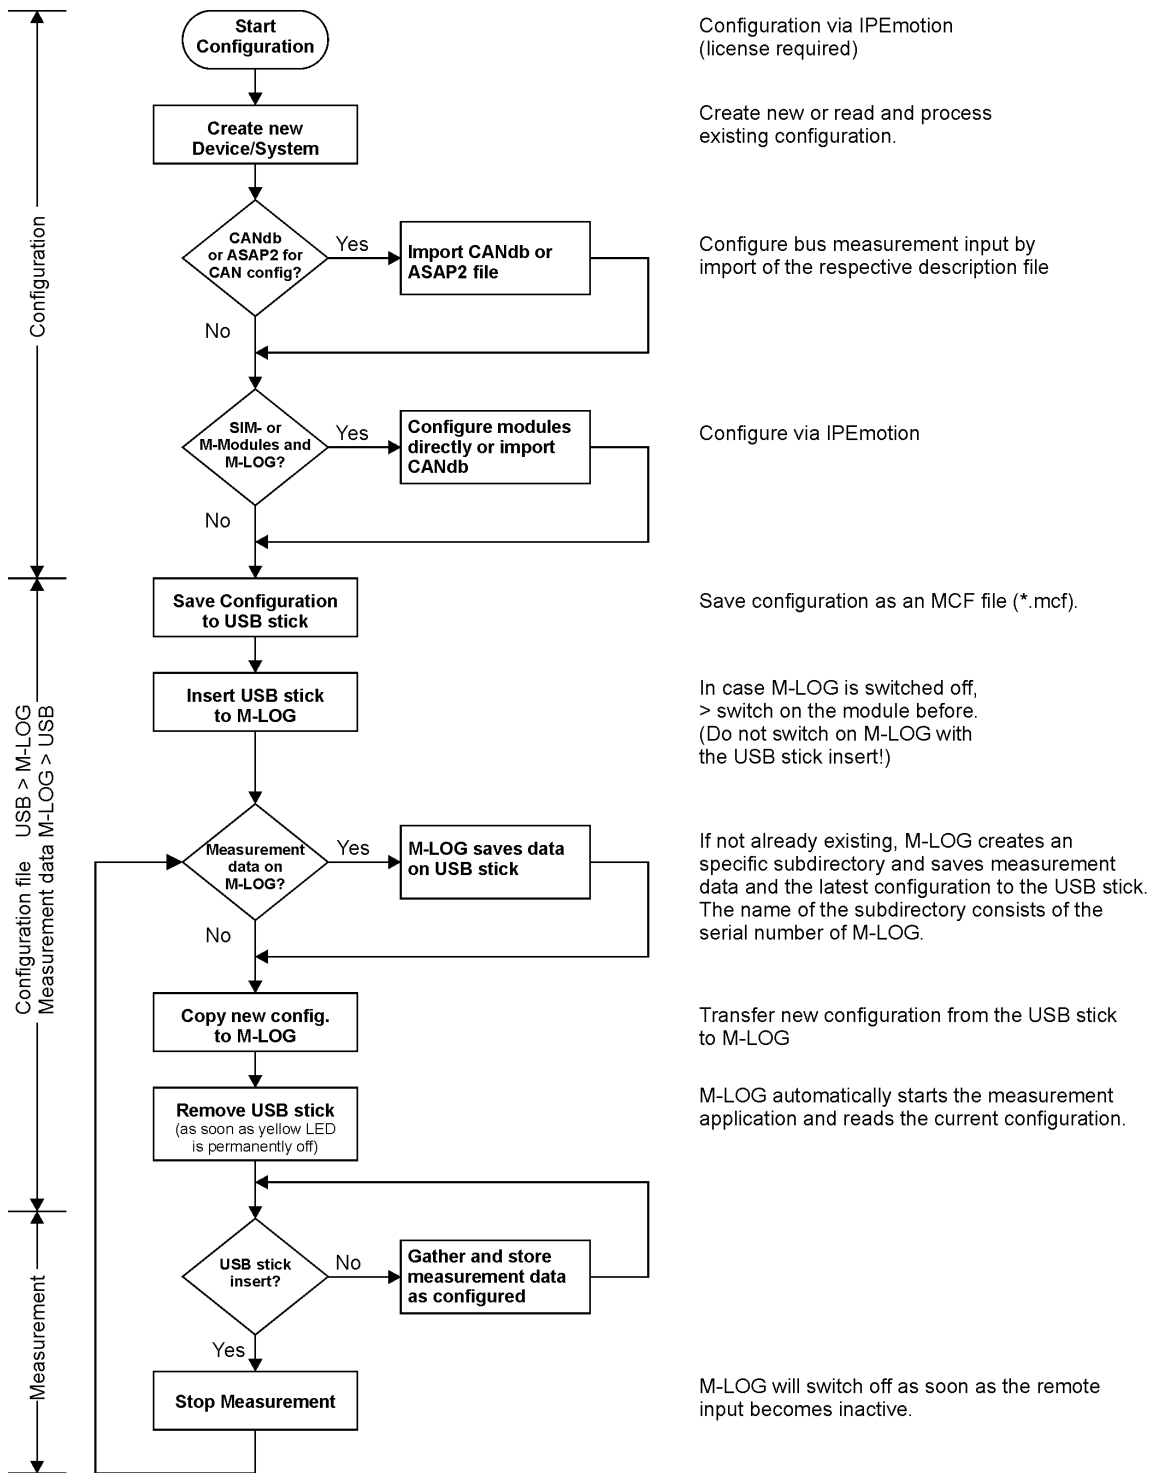 Start
Configuration
Configuration via IPEmotion
(license required)
Create new
Device/System
Create new or read and process
existing configuration.
CANdb
or ASAP2 for
CAN config?
Yes
Import CANdb or
ASAP2 file
Configure bus measurement input by
import of the respective description file
No
Configuration
SIM- or
M-Modules and
M-LOG?
Yes
Configure modules
directly or import
CANdb
Configure via IPEmotion
No
Save Configuration
to USB stick
Save configuration as an MCF file (*.mcf).
Insert USB stick
to M-LOG
In case M-LOG is switched off,
> switch on the module before.
(Do not switch on M-LOG with
the USB stick insert!)
Configuration file USB > M-LOG
Measurement data M-LOG > USB
Measurement
data on
M-LOG?
Yes
M-LOG saves data
on USB stick
If not already existing, M-LOG creates an
specific subdirectory and saves measurement
data and the latest configuration to the USB stick.
The name of the subdirectory consists of the
serial number of M-LOG.
No
Copy new config.
to M-LOG
Transfer new configuration from the USB stick
to M-LOG
Remove USB stick
(as soon as yellow LED
is permanently off)
M-LOG automatically starts the measurement
application and reads the current configuration.
USB stick
insert?
No
Gather and store
measurement data
as configured
Yes
Measurement
Stop Measurement
M-LOG will switch off as soon as the remote
input becomes inactive.